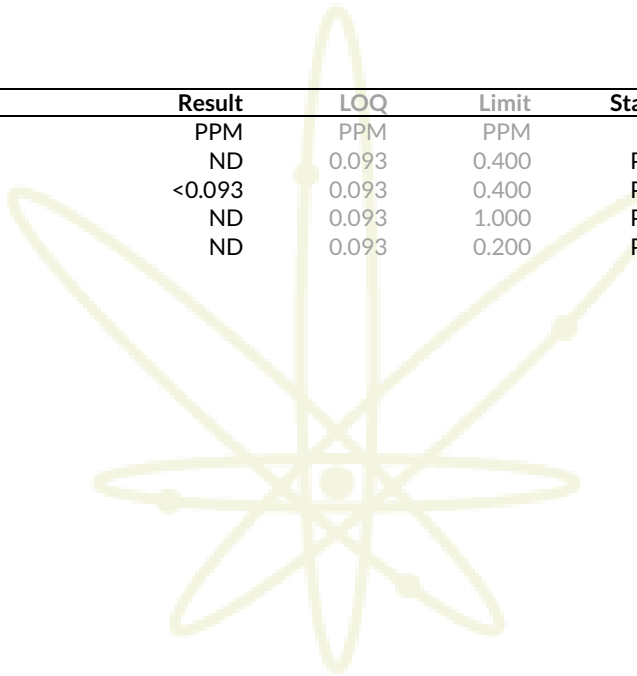 Result LOQ Limit Sta
PPM PPM PPM
ND 0.093 0.400 P
<0.093 0.093 0.400 P
ND 0.093 1.000 P
ND 0.093 0.200 P